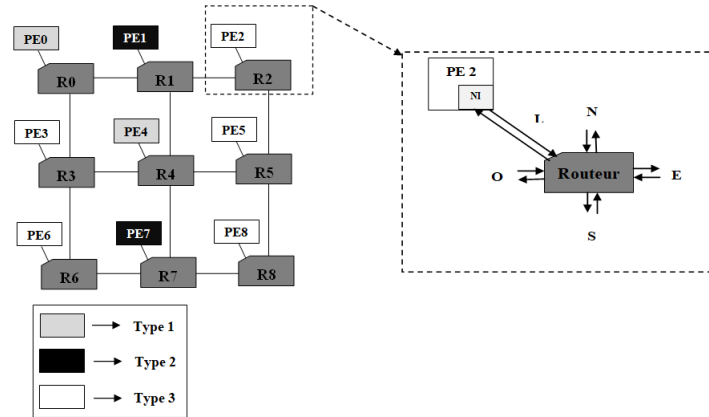 PE0
PE1
PE2
R0
R1
R2
PE3
PE4
PE5
R3
R4
R5
PE6
PE7
PE8
R6
R7
R8
PE 2
NI
L
N
O
Routeur
E
S
Type 1
Type 2
Type 3